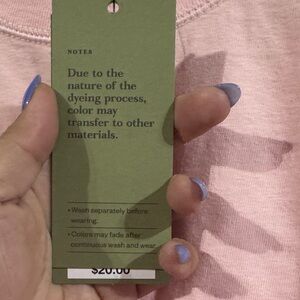 NOTES
Due to the
nature of the
dyeing process,
color may
transfer to other
materials.
• Wash separately before
wearing.
• Colors may fade after
continuous wash and wear.
$20.00